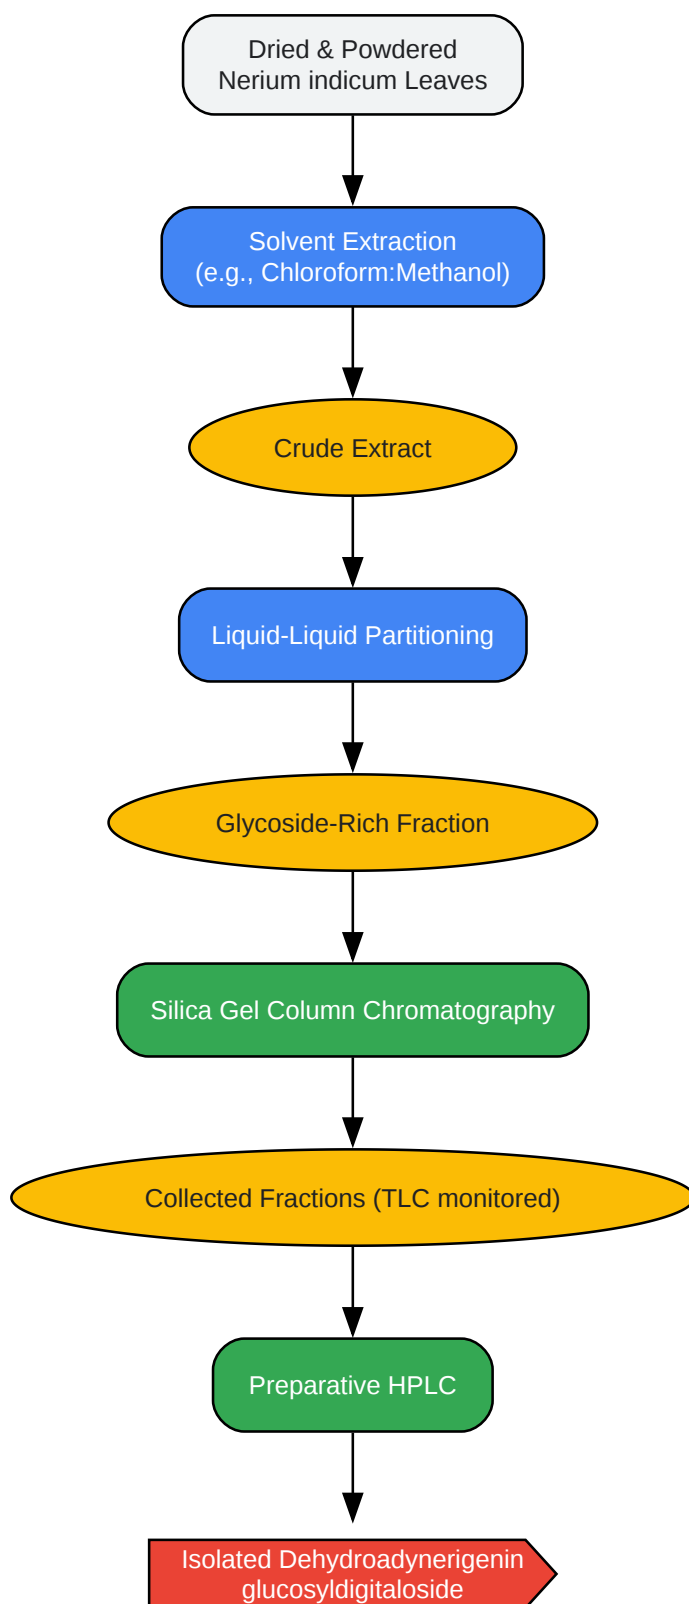 Dried & Powdered
Nerium indicum Leaves
Solvent Extraction
(e.g., Chloroform:Methanol)
Crude Extract
Liquid-Liquid Partitioning
Glycoside-Rich Fraction
Silica Gel Column Chromatography
Collected Fractions (TLC monitored)
Preparative HPLC
Isolated Dehydroadynerigenin
glucosyldigitaloside